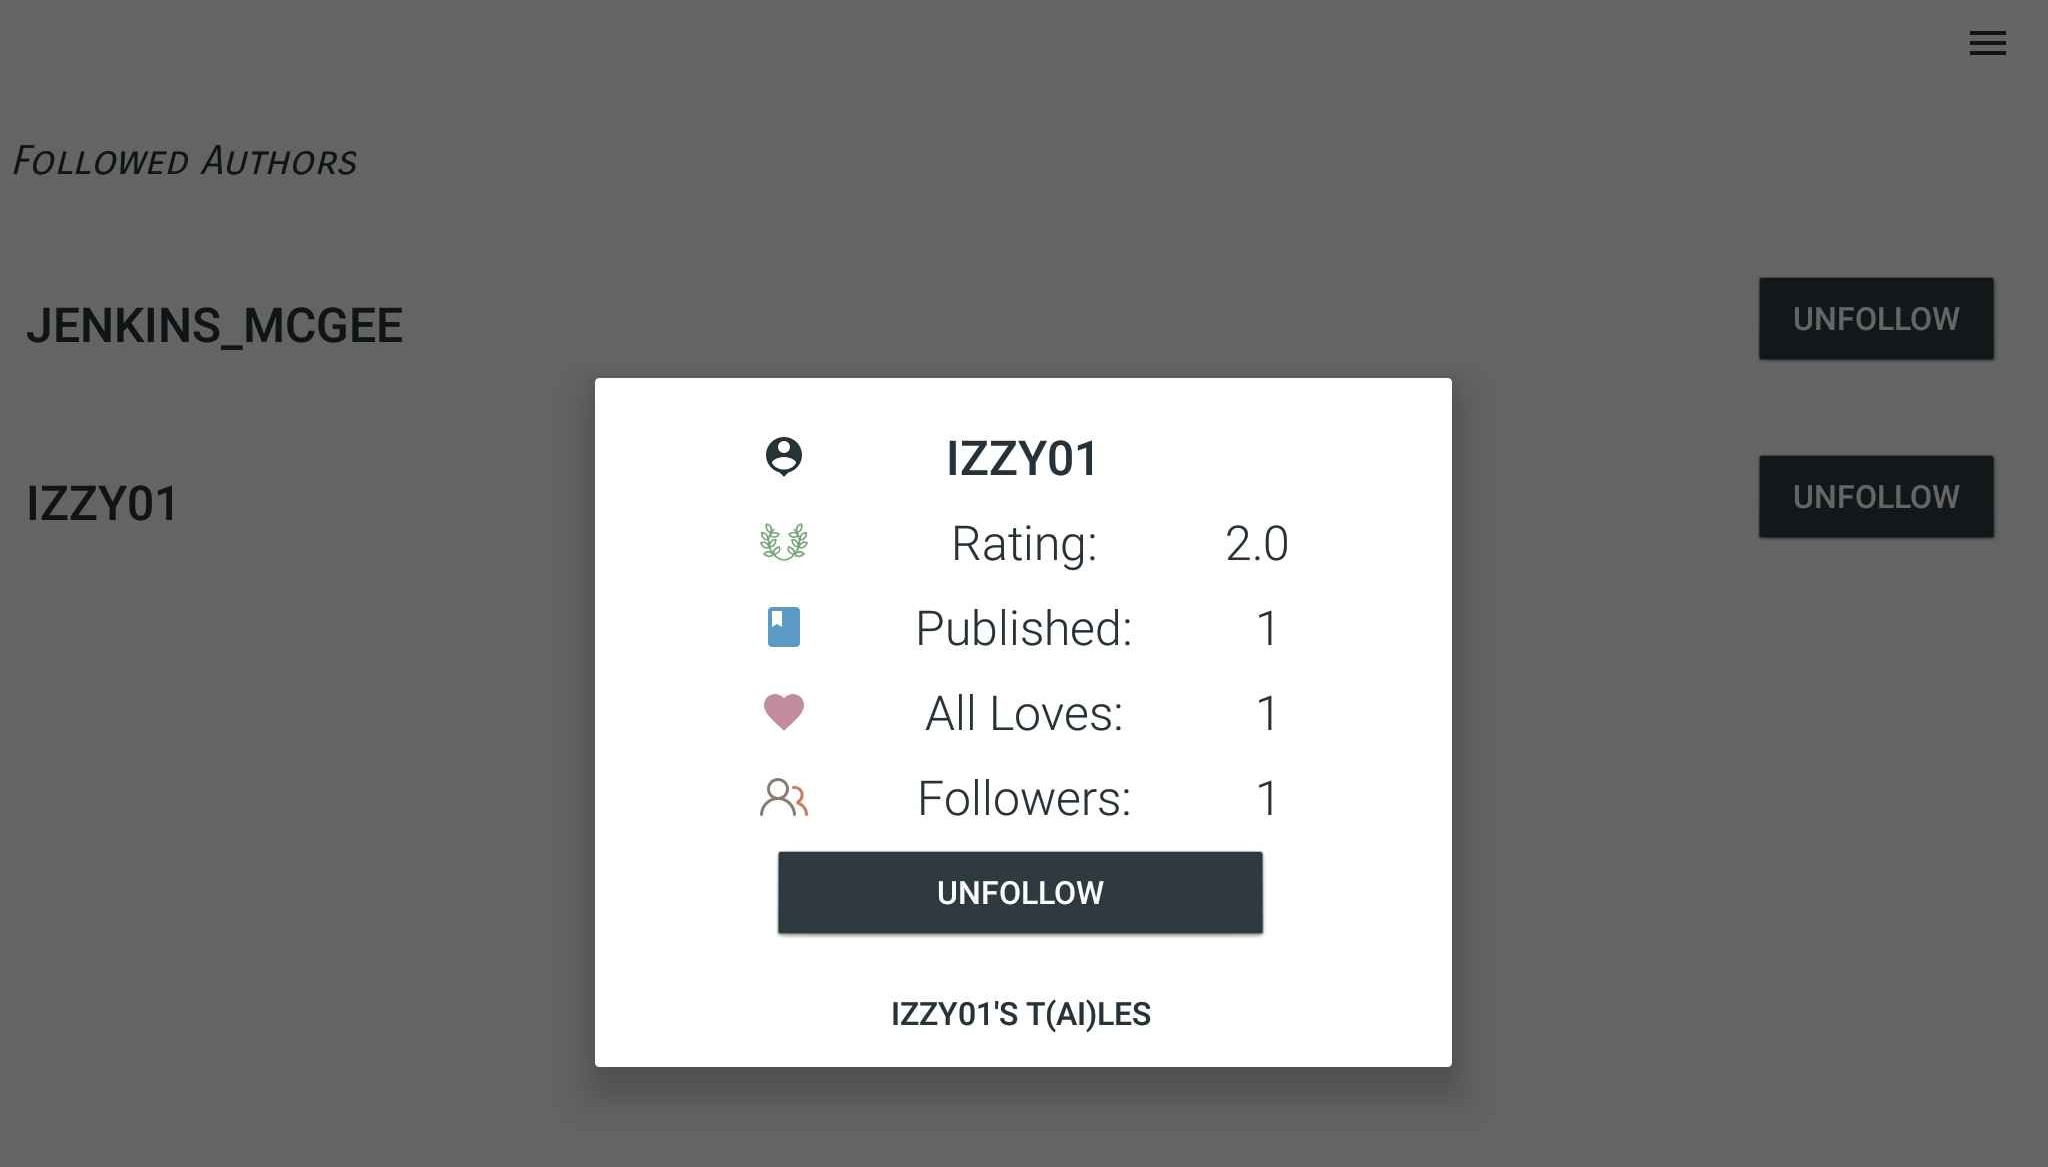 FOLLOWED AUTHORS
JENKINS_MCGEE
UNFOLLOW
IZZY01
UNFOLLOW
IZZY01
Rating: 2.0
Published: 1
All Loves: 1
Followers: 1
UNFOLLOW
IZZY01'S T(AI)LES